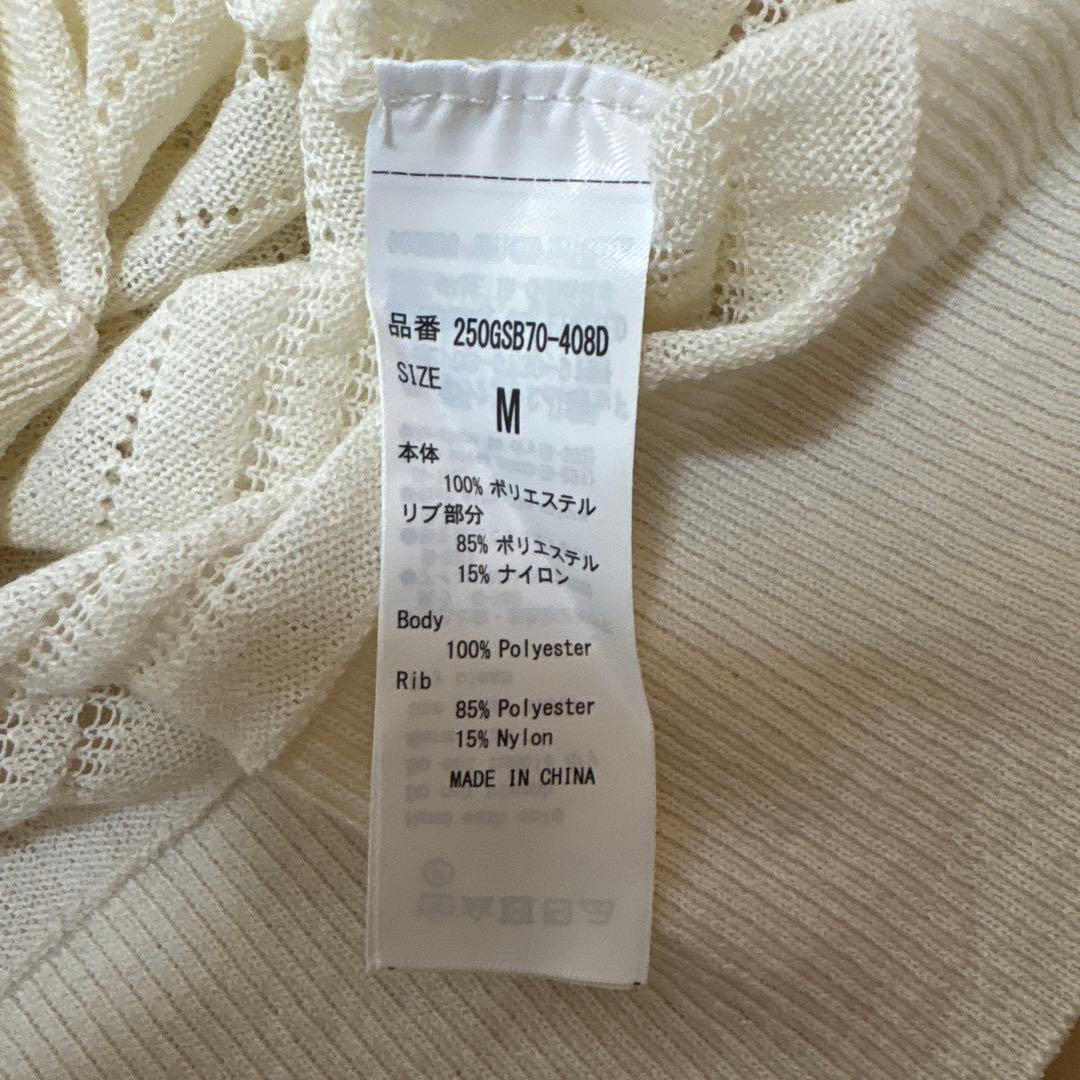 品番 250GSB70-408D
SIZE
M
本体
100% ポリエステル
リブ部分
85% ポリエステル
15% ナイロン
Body
100% Polyester
Rib
85% Polyester
15% Nylon
MADE IN CHINA